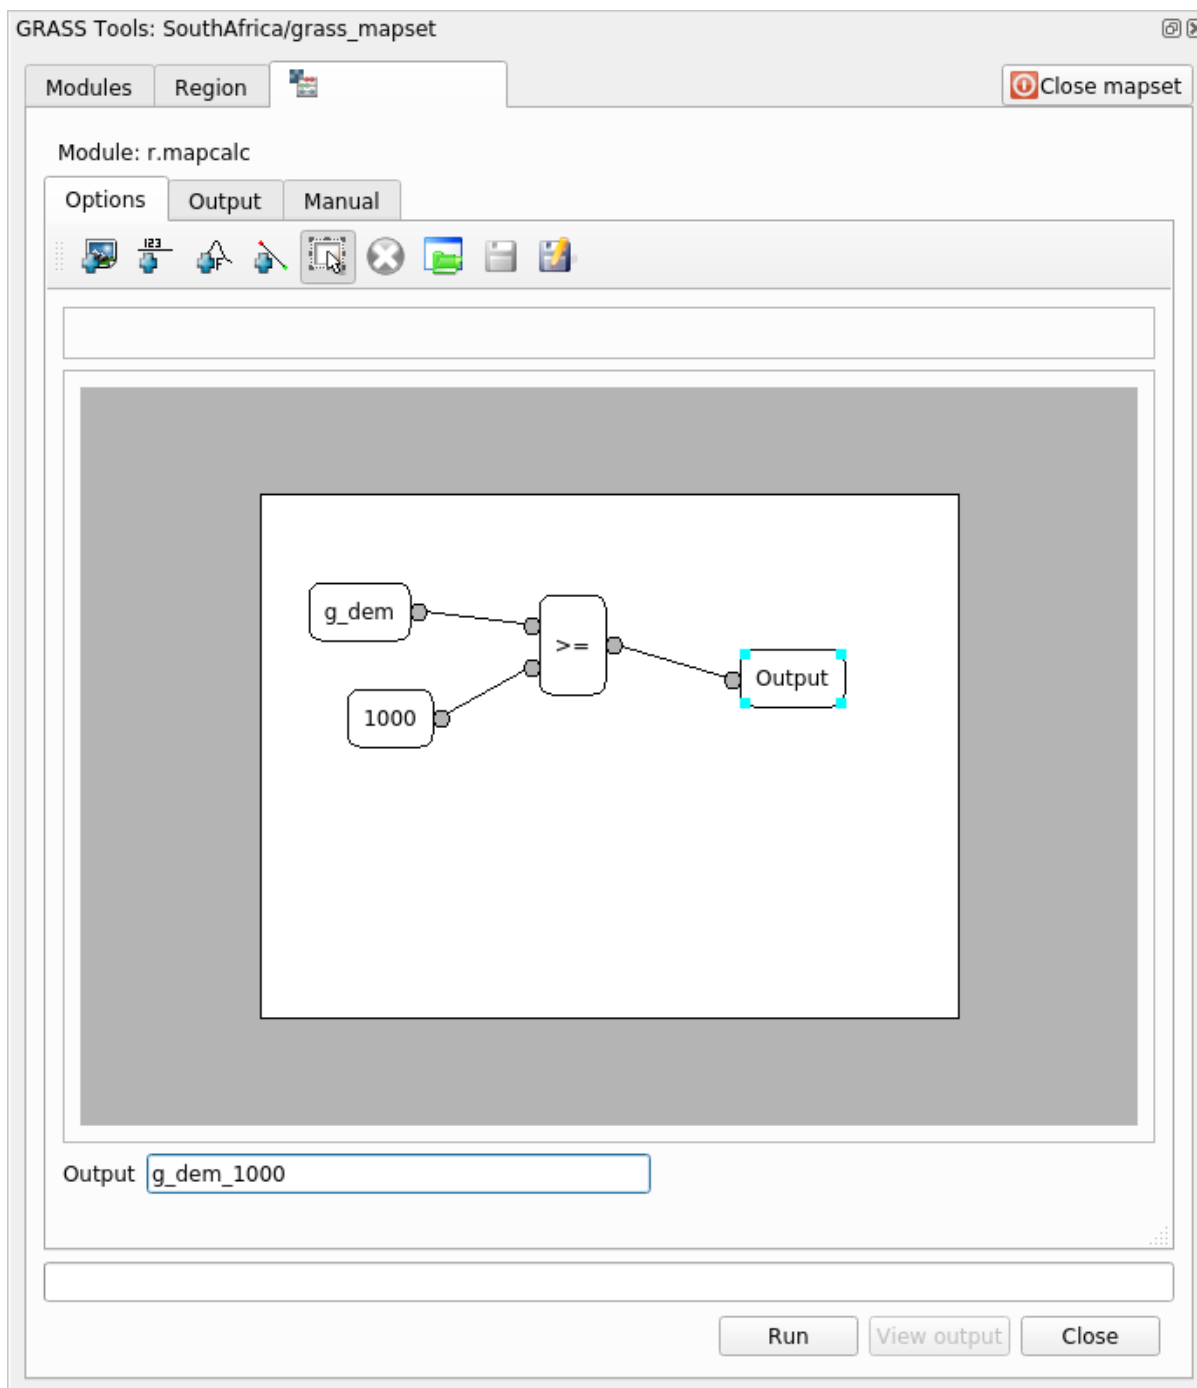 GRASS Tools: SouthAfrica/grass_mapset
Modules Region Close mapset
Module: r.mapcalc
Options Output Manual
123
F
g_dem
>=
Output
1000
Output g_dem_1000
Run View output Close